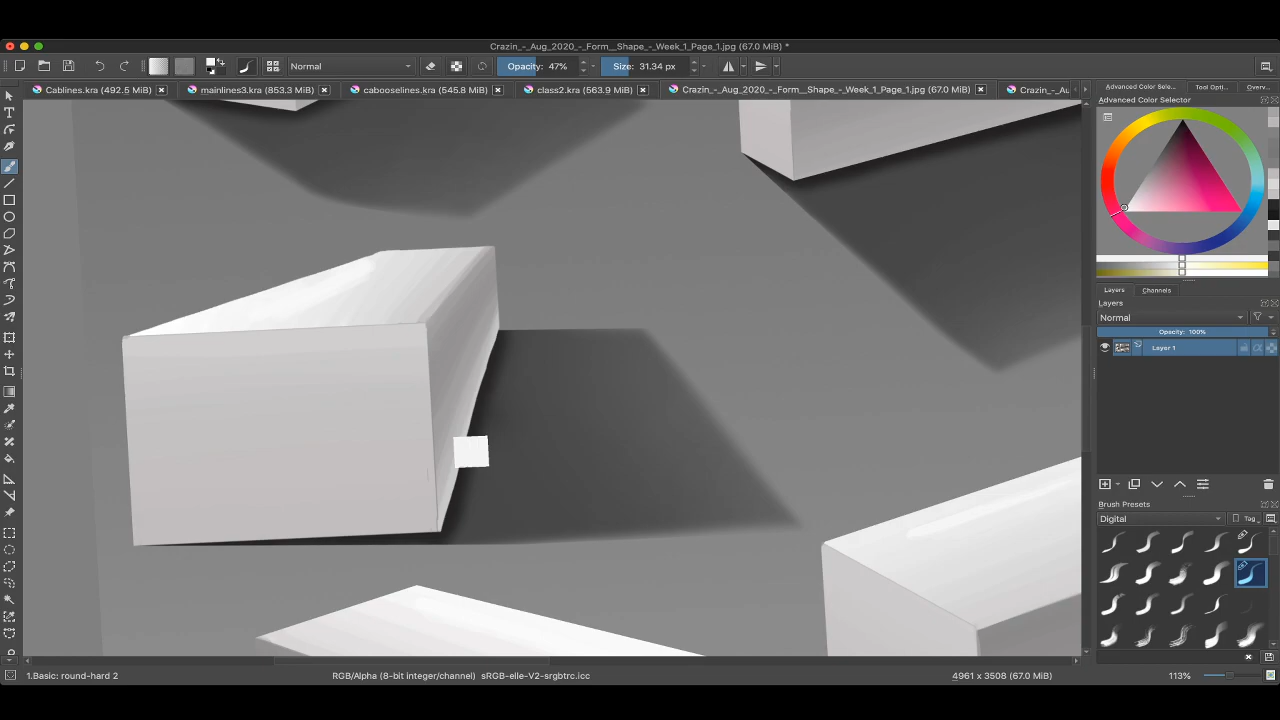 Crazin_-_Aug_2020_-_Form__Shape_-_Week_1_Page_1.jpg (67.0 MiB) *
Normal
Opacity: 47%
Size: 31.34 px
Cablines.kra (492.5 MiB)
mainlines3.kra (853.3 MiB)
cabooselines.kra (545.8 MiB)
class2.kra (563.9 MiB)
Crazin_-_Aug_2020_-_Form__Shape_-_Week_1_Page_1.jpg (67.0 MiB)
Crazin_-_Au
Advanced Color Selec...
Tool Opti...
Overv...
Advanced Color Selector
Layers
Channels
Layers
Normal
Opacity: 100%
Layer 1
Brush Presets
Digital
Tag
1.Basic: round-hard 2
RGB/Alpha (8-bit integer/channel) sRGB-elle-V2-srgbtrc.icc
4961 x 3508 (67.0 MiB)
113%